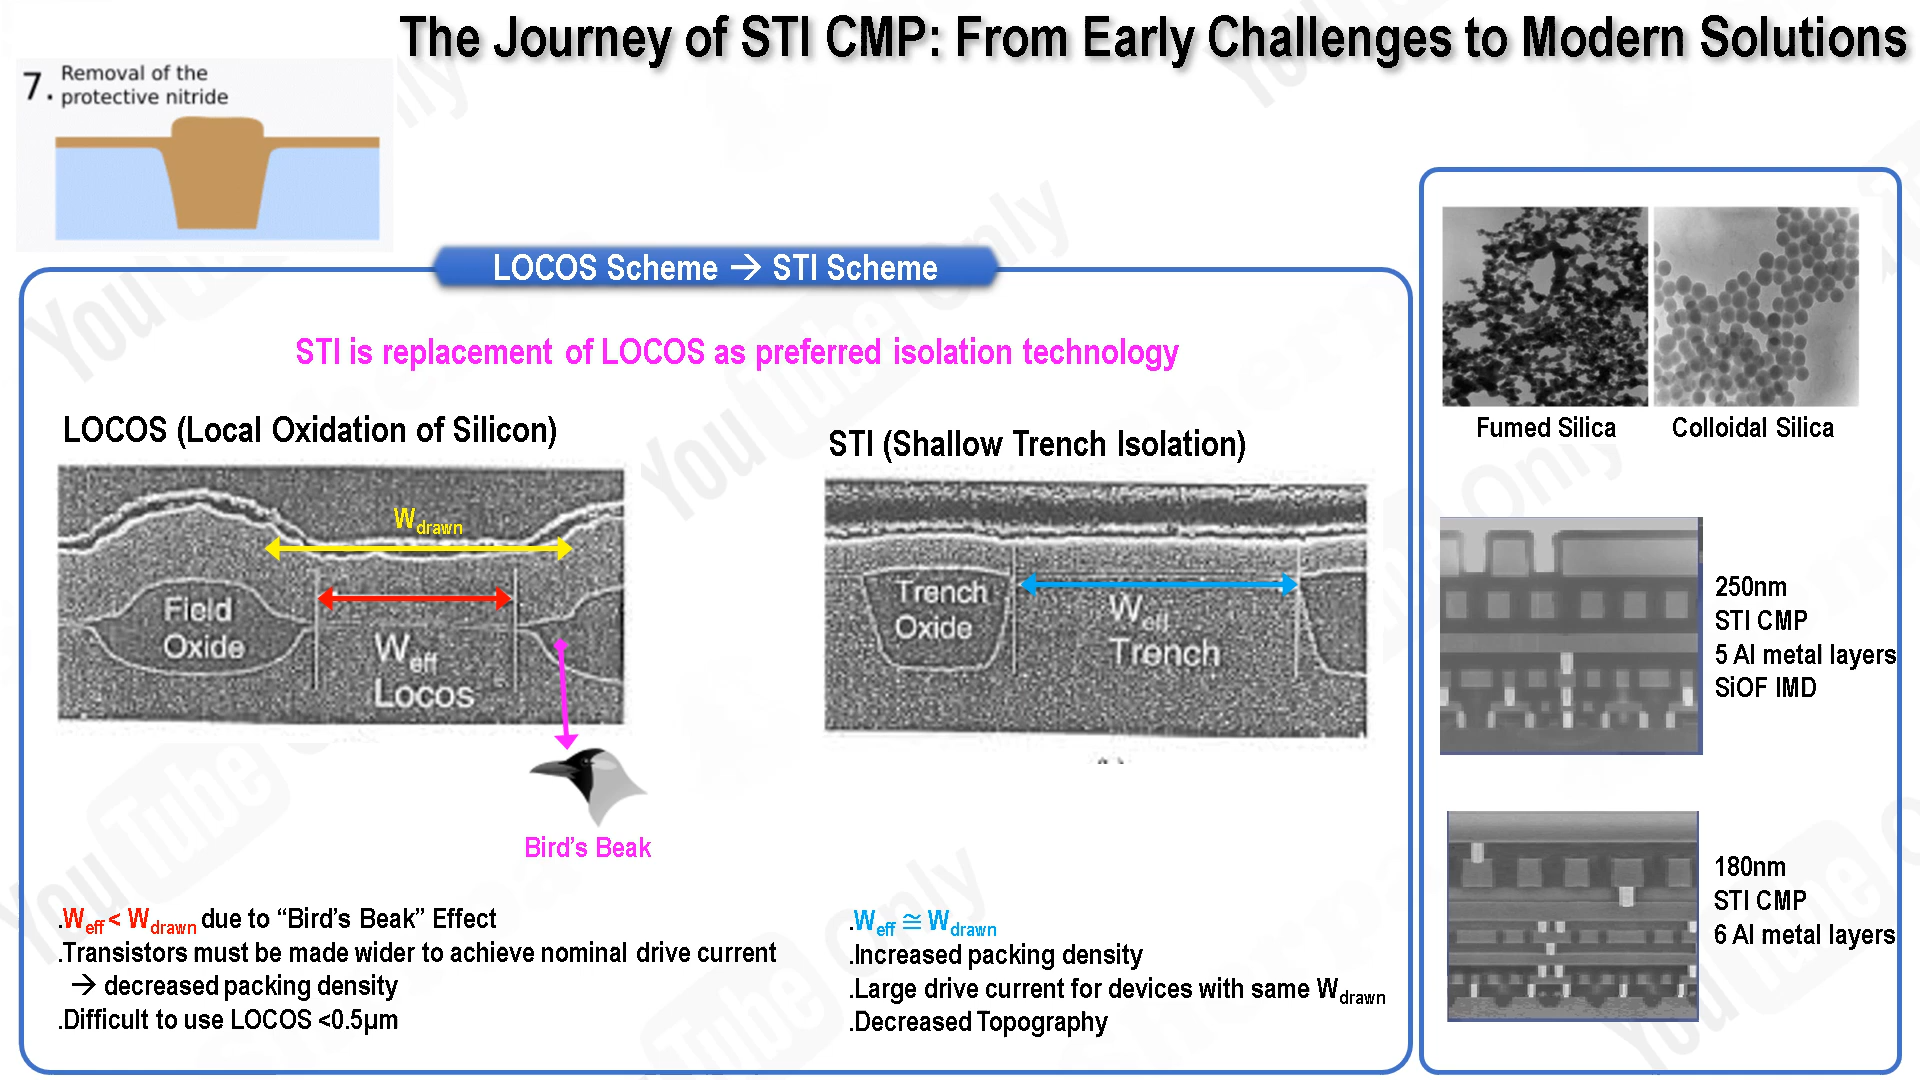 The Journey of STI CMP: From Early Challenges to Modern Solutions
7. Removal of the
protective nitride
LOCOS Scheme → STI Scheme
STI is replacement of LOCOS as preferred isolation technology
LOCOS (Local Oxidation of Silicon)
Wdrawn
Field
Oxide
Weff
Locos
Bird's Beak
.Weff < Wdrawn due to “Bird's Beak” Effect
.Transistors must be made wider to achieve nominal drive current
→ decreased packing density
.Difficult to use LOCOS <0.5µm
STI (Shallow Trench Isolation)
Trench
Oxide
Weff
Trench
.Weff ≅ Wdrawn
.Increased packing density
.Large drive current for devices with same Wdrawn
.Decreased Topography
Fumed Silica
Colloidal Silica
250nm
STI CMP
5 Al metal layers
SiOF IMD
180nm
STI CMP
6 Al metal layers
YouTube Only